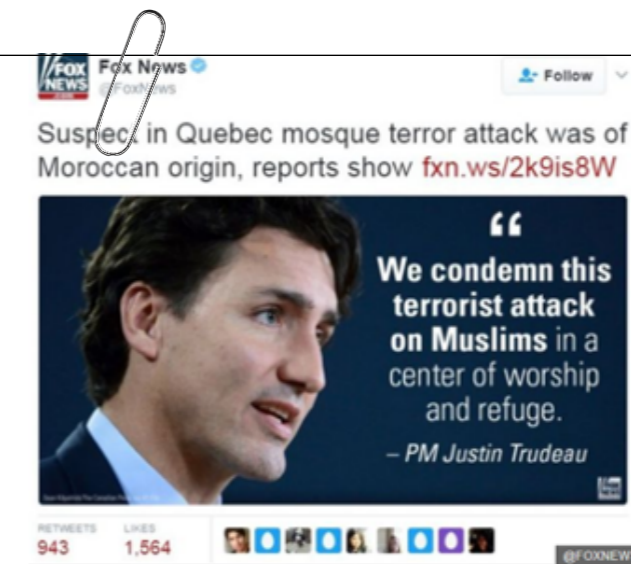 FOX
NEWS
Fox News
@FoxNews
Follow
Suspect in Quebec mosque terror attack was of
Moroccan origin, reports show fxn.ws/2k9is8W
“
We condemn this
terrorist attack
on Muslims in a
center of worship
and refuge.
– PM Justin Trudeau
RETWEETS LIKES
943 1,564
@FOXNEW